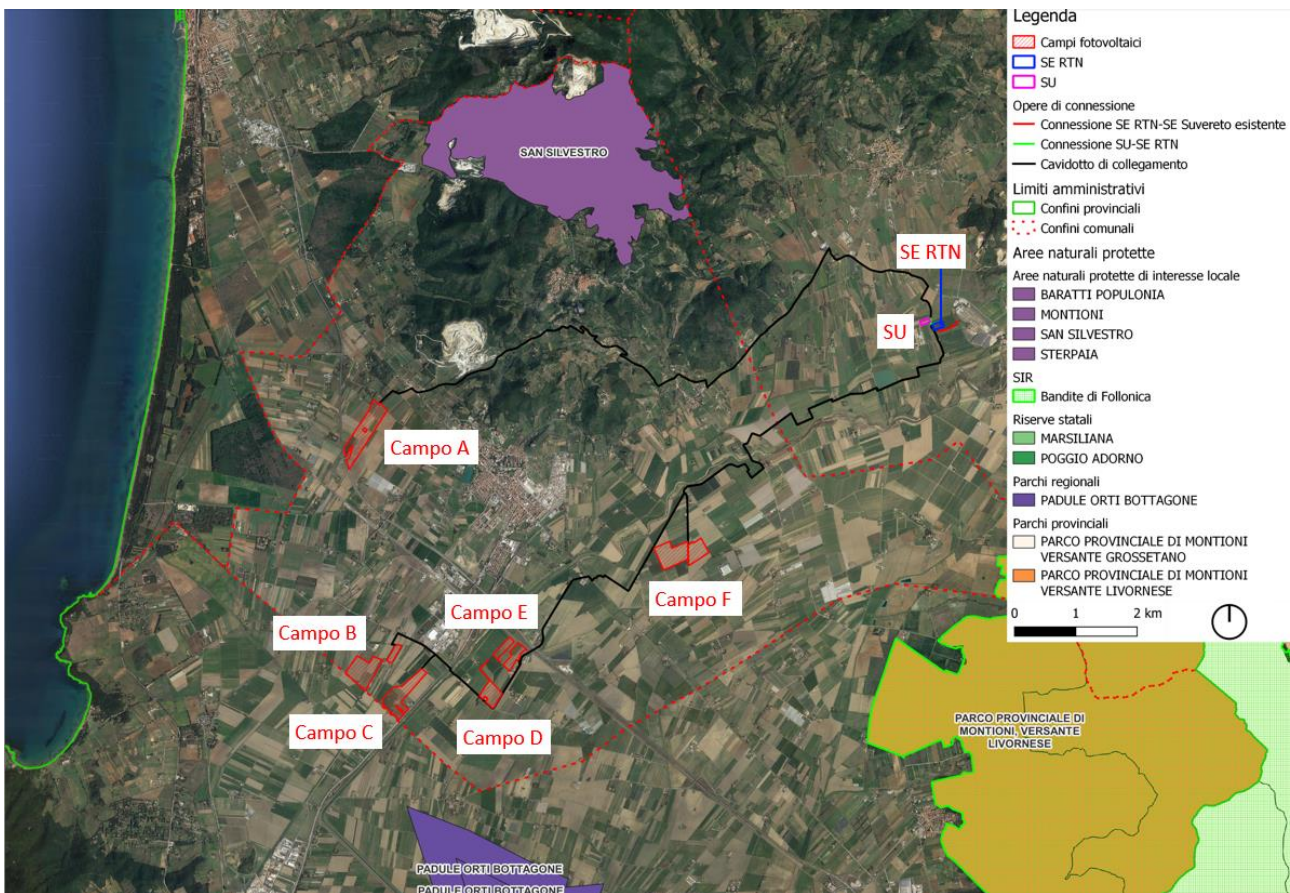 SAN SILVESTRO
SE RTN
SU
Campo A
Campo F
Campo E
Campo B
Campo C
Campo D
PARCO PROVINCIALE DI
MONTIONI, VERSANTE
LIVORNESE
PADULE ORTI BOTTAGONE
PADULE ORTI BOTTAGONE
Legenda
Campi fotovoltaici
SE RTN
SU
Opere di connessione
Connessione SE RTN-SE Suvereto esistente
Connessione SU-SE RTN
Cavidotto di collegamento
Limiti amministrativi
Confini provinciali
Confini comunali
Aree naturali protette
Aree naturali protette di interesse locale
BARATTI POPULONIA
MONTIONI
SAN SILVESTRO
STERPAIA
SIR
Bandite di Follonica
Riserve statali
MARSILIANA
POGGIO ADORNO
Parchi regionali
PADULE ORTI BOTTAGONE
Parchi provinciali
PARCO PROVINCIALE DI MONTIONI
VERSANTE GROSSETANO
PARCO PROVINCIALE DI MONTIONI
VERSANTE LIVORNESE
0 1 2 km